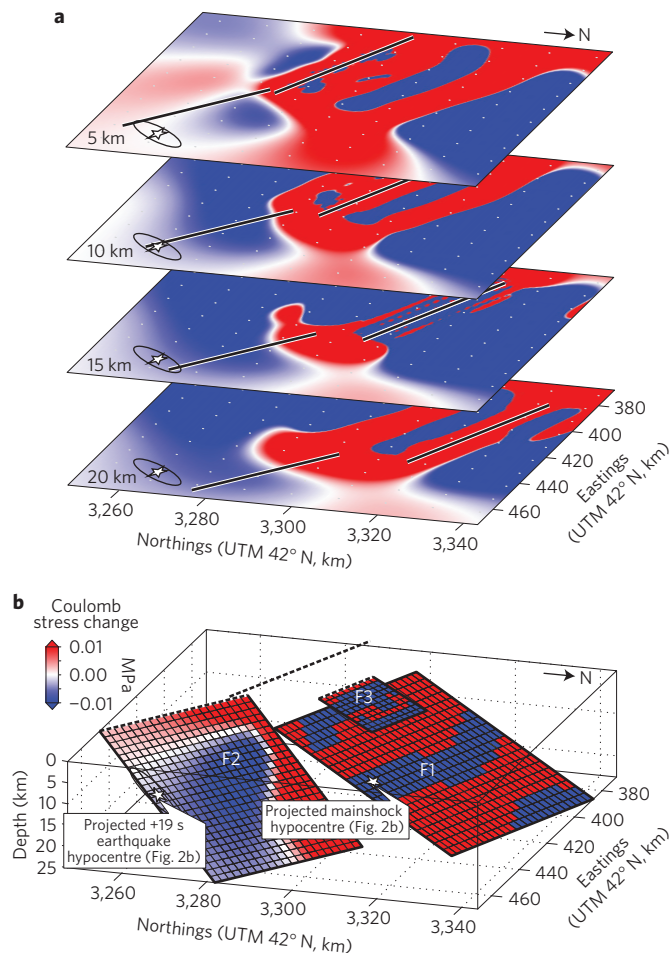 a
N
5 km
10 km
15 km
20 km
380
400
420
440
460
Eastings
(UTM 42° N, km)
3,260
3,280
3,300
3,320
3,340
Northings (UTM 42° N, km)
b
Coulomb
stress change
0.01
0.00
−0.01
MPa
N
F3
F2
F1
0
5
10
15
20
25
Depth (km)
Projected +19 s
earthquake
hypocentre (Fig. 2b)
Projected mainshock
hypocentre (Fig. 2b)
380
400
420
440
460
Eastings
(UTM 42° N, km)
3,260
3,280
3,300
3,320
3,340
Northings (UTM 42° N, km)